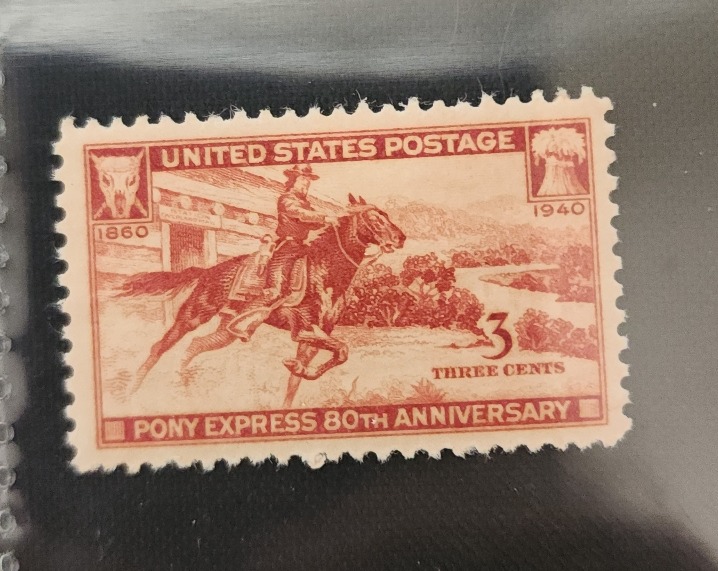 UNITED STATES POSTAGE
1860
1940
3
THREE CENTS
PONY EXPRESS 80TH ANNIVERSARY